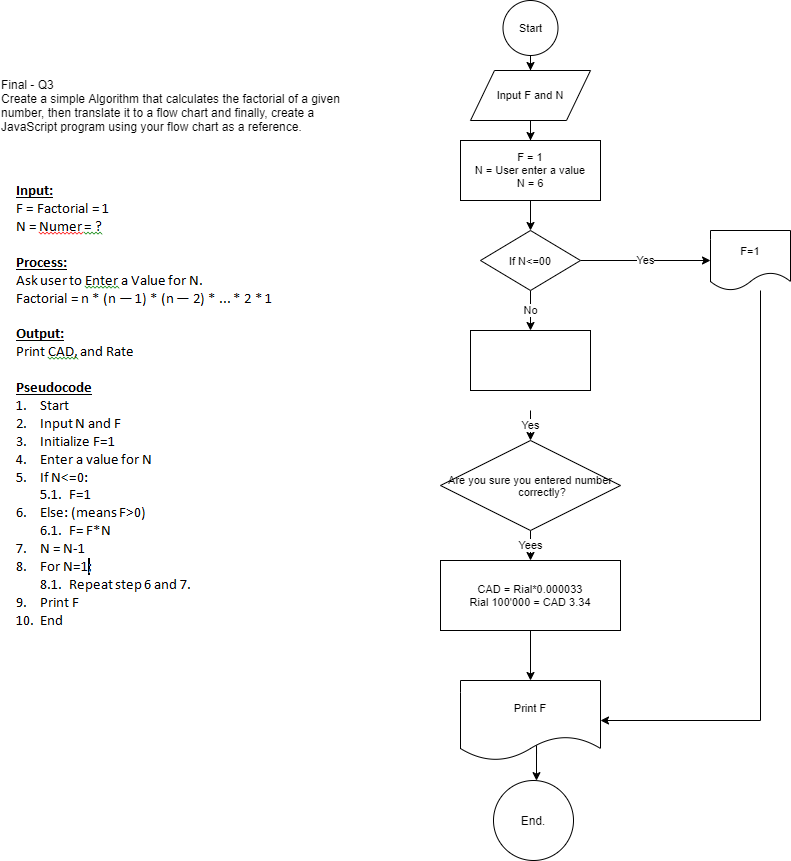 Final - Q3
Create a simple Algorithm that calculates the factorial of a given
number, then translate it to a flow chart and finally, create a
JavaScript program using your flow chart as a reference.
Input:
F = Factorial = 1
N = Numer = ?
Process:
Ask user to Enter a Value for N.
Factorial = n * (n – 1) * (n – 2) * ... * 2 * 1
Output:
Print CAD, and Rate
Pseudocode
1. Start
2. Input N and F
3. Initialize F=1
4. Enter a value for N
5. If N<=0:
5.1. F=1
6. Else: (means F>0)
6.1. F= F*N
7. N = N-1
8. For N=1:
8.1. Repeat step 6 and 7.
9. Print F
10. End
Start
Input F and N
F = 1
N = User enter a value
N = 6
If N<=00
Yes
F=1
No
Yes
Are you sure you entered number
correctly?
Yees
CAD = Rial*0.000033
Rial 100'000 = CAD 3.34
Print F
End.